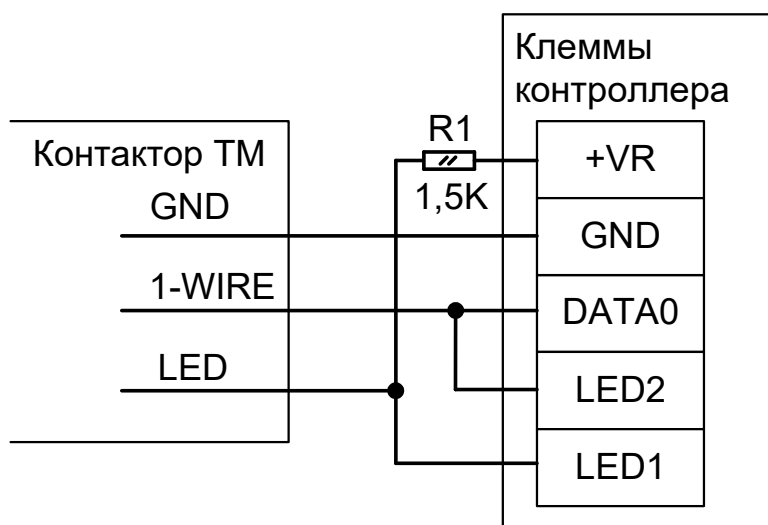 Клеммы
контроллера
R1
Контактор ТМ
+VR
1,5K
GND
GND
1-WIRE
DATA0
LED
LED2
LED1